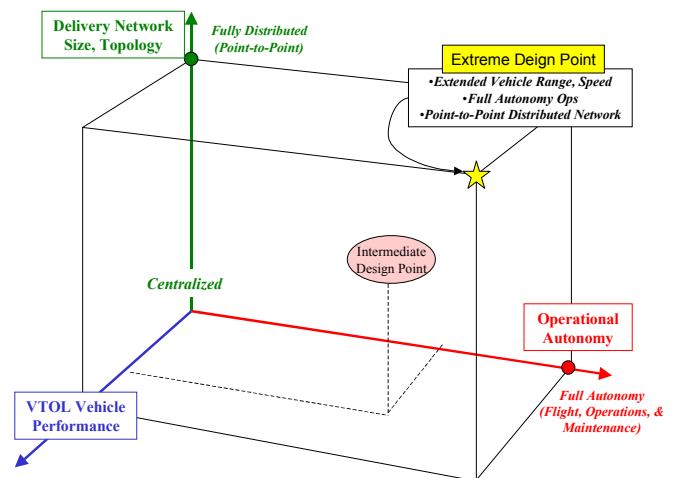 Delivery Network
Size, Topology
Fully Distributed
(Point-to-Point)
Extreme Deign Point
•Extended Vehicle Range, Speed
•Full Autonomy Ops
•Point-to-Point Distributed Network
Intermediate
Design Point
Centralized
Operational
Autonomy
VTOL Vehicle
Performance
Full Autonomy
(Flight, Operations, &
Maintenance)